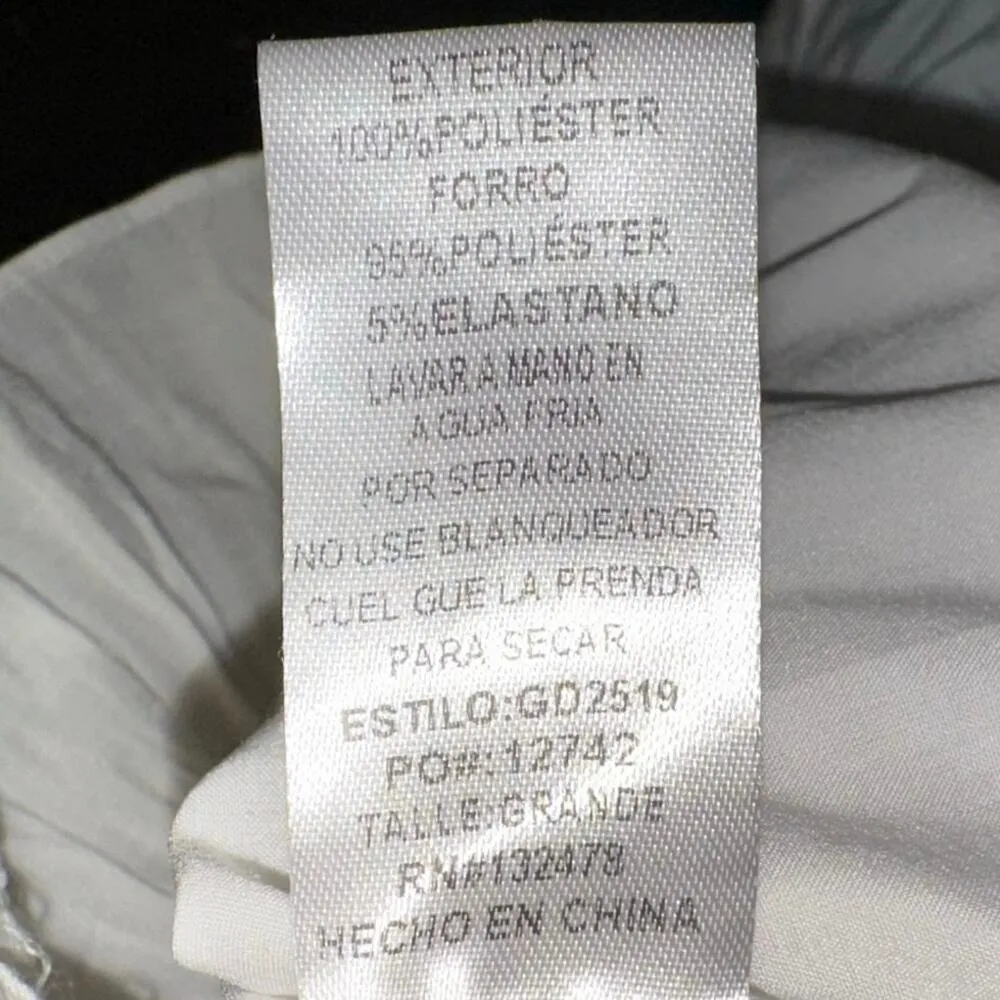 EXTERIOR
100%POLIÉSTER
FORRO
95%POLIÉSTER
5%ELASTANO
LAVAR A MANO EN
AGUA FRIA
POR SEPARADO
NO USE BLANQUEADOR
CUELGUE LA PRENDA
PARA SECAR
ESTILO:GD2519
PO#:12742
TALLE:GRANDE
RN#132478
HECHO EN CHINA